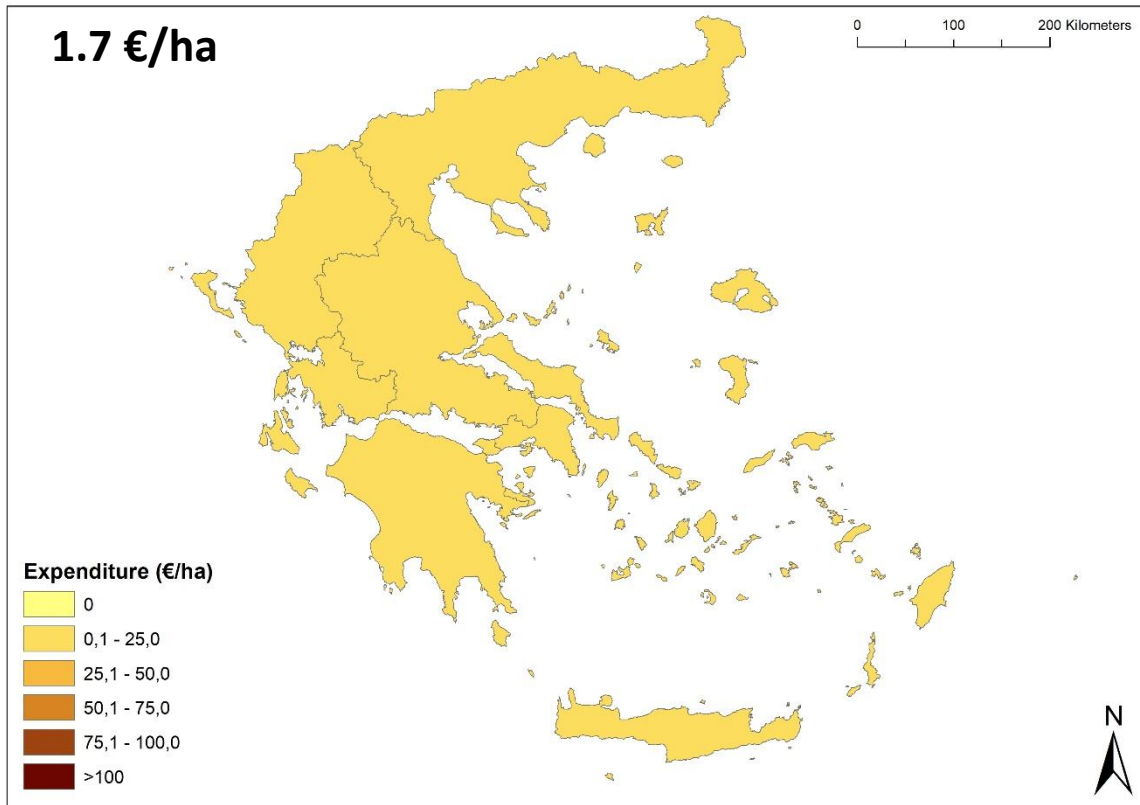 1.7 €/ha
0 100 200 Kilometers
Expenditure (€/ha)
0
0,1 - 25,0
25,1 - 50,0
50,1 - 75,0
75,1 - 100,0
>100
N